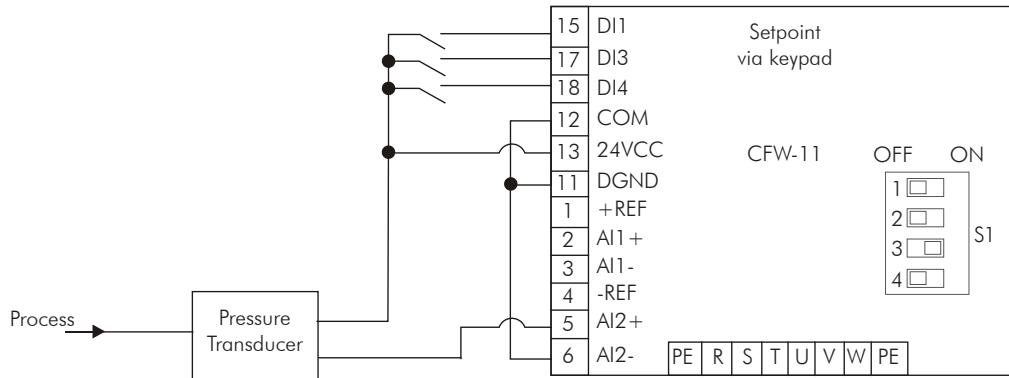 15 DI1
17 DI3
18 DI4
12 COM
13 24VCC
11 DGND
1 +REF
2 AI1+
3 AI1-
4 -REF
5 AI2+
6 AI2-
Setpoint
via keypad
CFW-11
OFF ON
1
2
3
4
S1
Process
Pressure
Transducer
PE R S T U V W PE